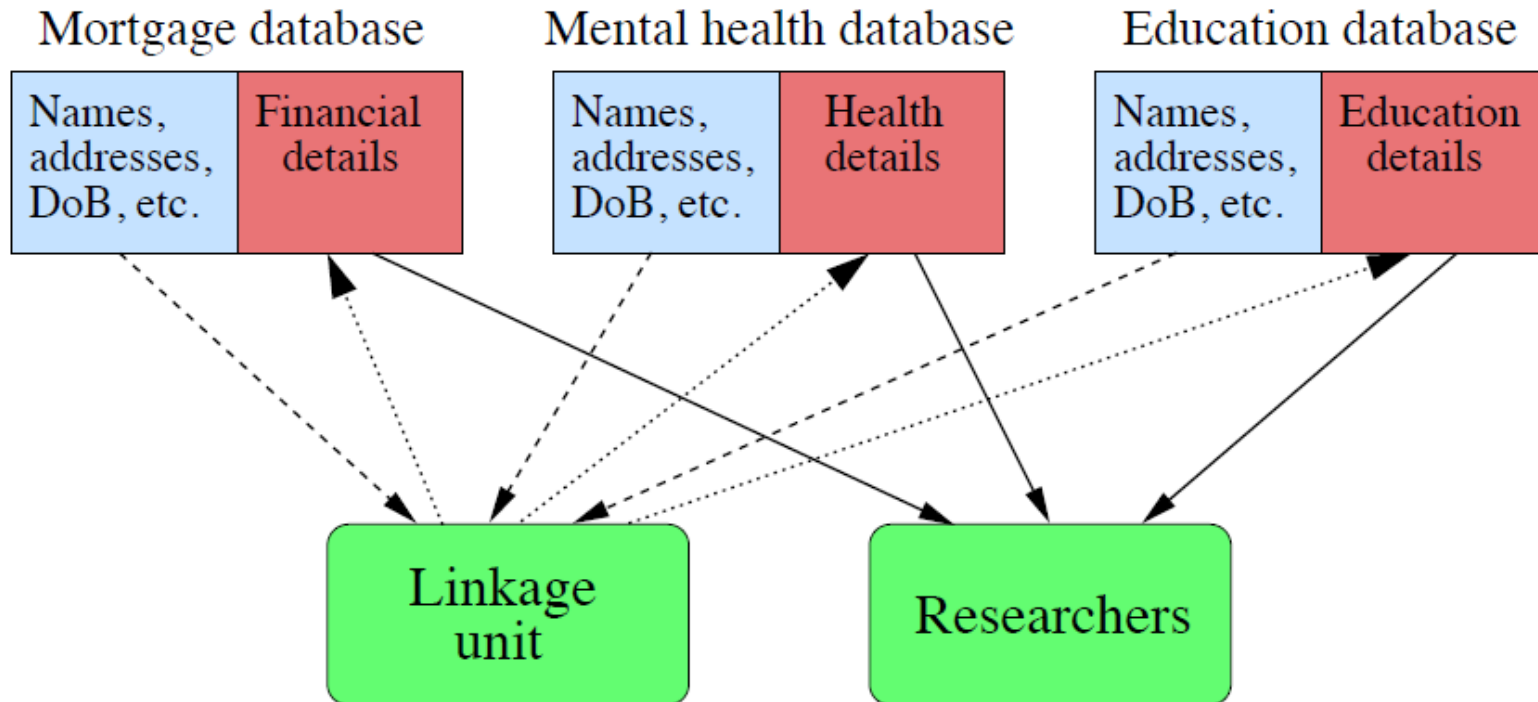 Mortgage database
Mental health database
Education database
Names,
addresses,
DoB, etc.
Financial
details
Names,
addresses,
DoB, etc.
Health
details
Names,
addresses,
DoB, etc.
Education
details
Linkage
unit
Researchers